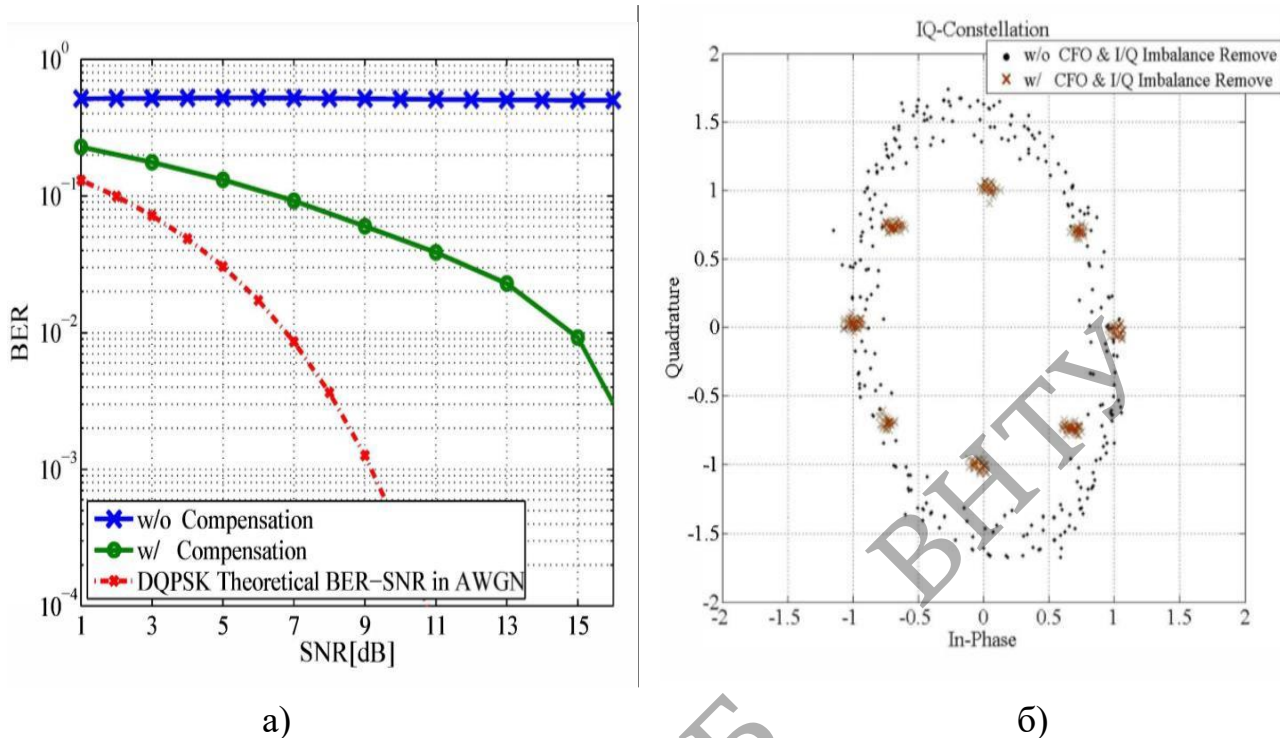 10⁰
10⁻¹
10⁻²
10⁻³
10⁻⁴
BER
w/o Compensation
w/ Compensation
DQPSK Theoretical BER-SNR in AWGN
1 3 5 7 9 11 13 15
SNR[dB]
а)
IQ-Constellation
w/o CFO & I/Q Imbalance Remove
w/ CFO & I/Q Imbalance Remove
2
1.5
1
0.5
0
-0.5
-1
-1.5
-2
Quadrature
-2 -1.5 -1 -0.5 0 0.5 1 1.5 2
In-Phase
б)
ВНТУ
Б